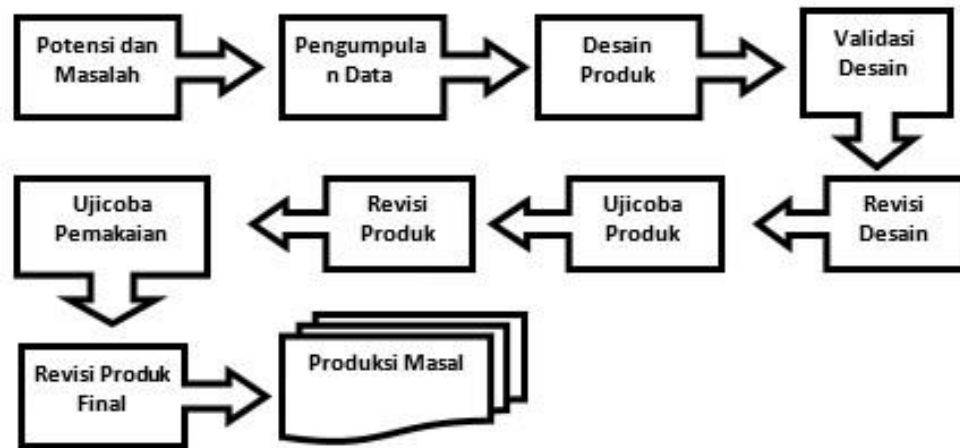 Potensi dan
Masalah
Pengumpula
n Data
Desain
Produk
Validasi
Desain
Revisi
Desain
Ujicoba
Produk
Revisi
Produk
Ujicoba
Pemakaian
Revisi Produk
Final
Produksi Masal